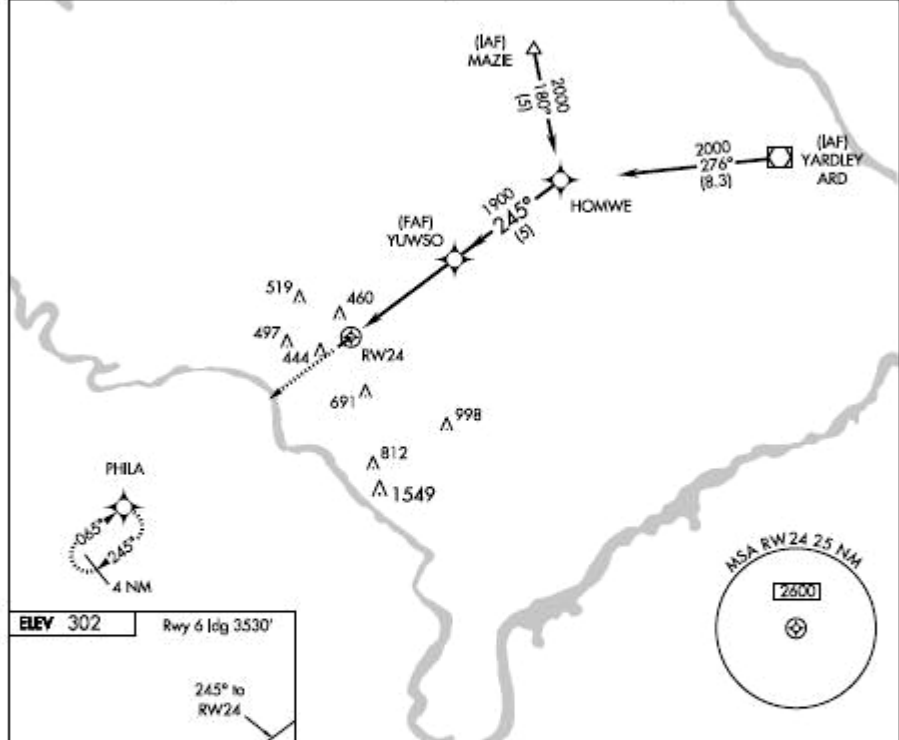 (IAF)
MAZIE
2000
180°
(5)
2000
276°
(8.3)
(IAF)
YARDLEY
ARD
HOMWE
1900
245°
(5)
(FAF)
YUWSO
519
460
497
444
RW24
691
998
812
1549
PHILA
065°
245°
4 NM
MSA RW24 25 NM
2600
ELEV 302
Rwy 6 ldg 3530'
245° to
RW24